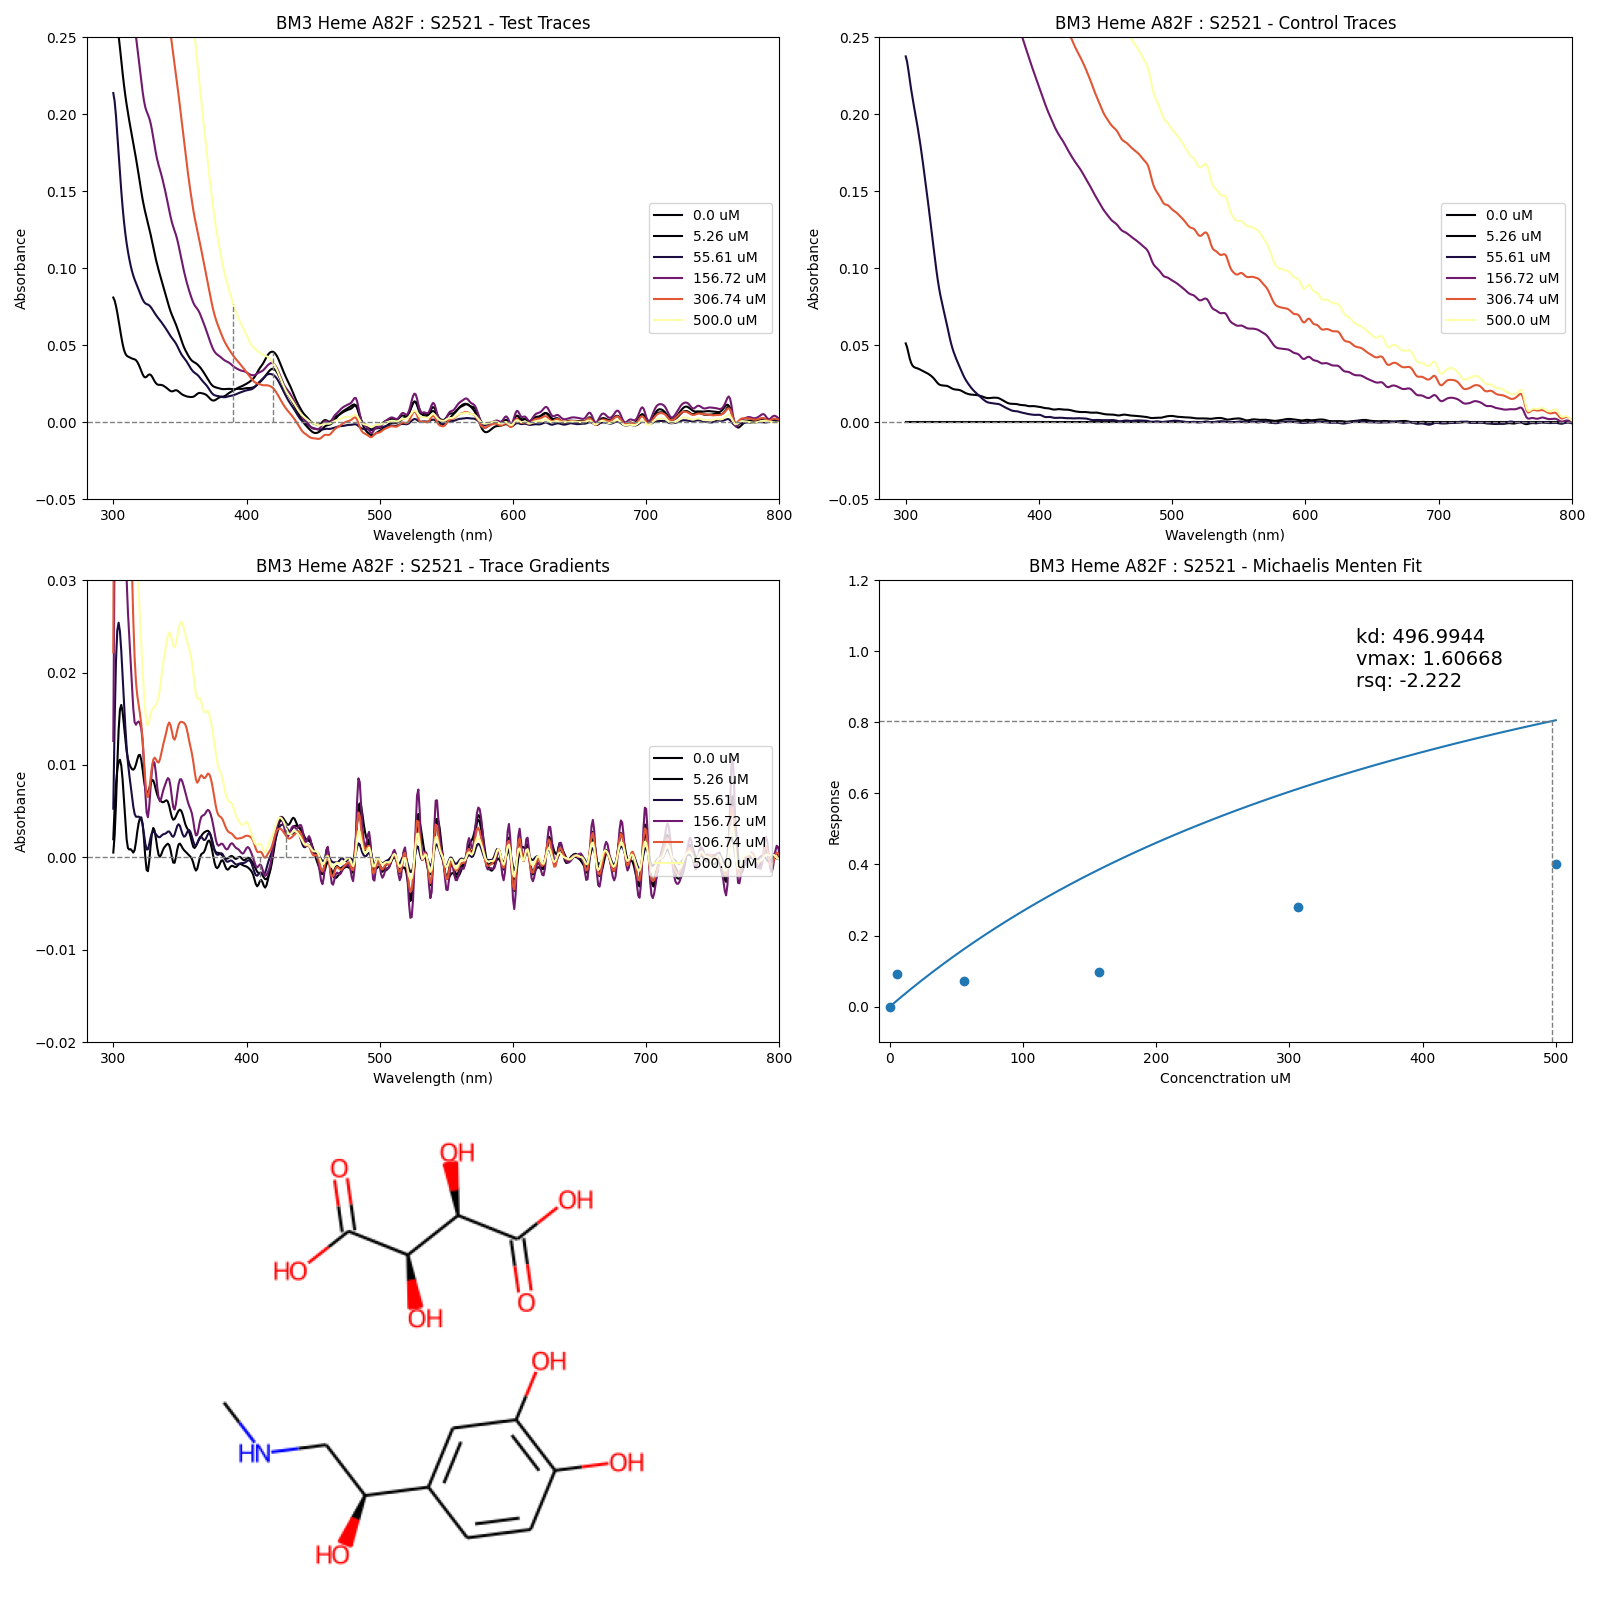 BM3 Heme A82F : S2521 - Test Traces
0.25
0.20
0.15
0.10
0.05
0.00
−0.05
Absorbance
300
400
500
600
700
800
Wavelength (nm)
0.0 uM
5.26 uM
55.61 uM
156.72 uM
306.74 uM
500.0 uM
BM3 Heme A82F : S2521 - Control Traces
0.25
0.20
0.15
0.10
0.05
0.00
−0.05
Absorbance
300
400
500
600
700
800
Wavelength (nm)
0.0 uM
5.26 uM
55.61 uM
156.72 uM
306.74 uM
500.0 uM
BM3 Heme A82F : S2521 - Trace Gradients
0.03
0.02
0.01
0.00
−0.01
−0.02
Absorbance
300
400
500
600
700
800
Wavelength (nm)
0.0 uM
5.26 uM
55.61 uM
156.72 uM
306.74 uM
500.0 uM
BM3 Heme A82F : S2521 - Michaelis Menten Fit
1.2
1.0
0.8
0.6
0.4
0.2
0.0
Response
kd: 496.9944
vmax: 1.60668
rsq: -2.222
0
100
200
300
400
500
Concenctration uM
OH
O
OH
HO
O
OH
OH
HN
OH
HO